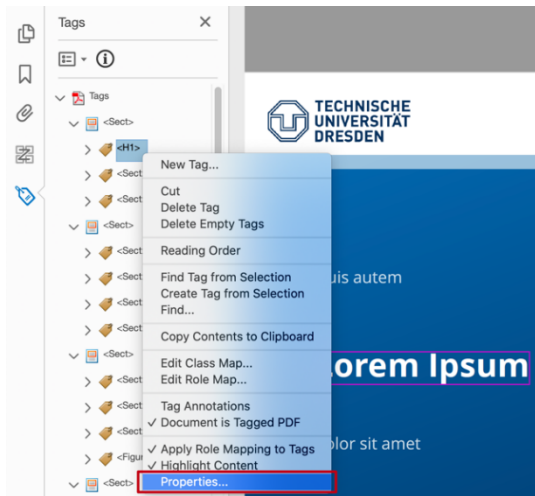 Tags
Tags
<Sect>
<H1>
<Sect
<Sect
<Sect>
<Sect
<Sect
<Sect
<Sect
<Sect>
<Sect
<Sect
<Sect
<Figur
<Sect>
New Tag...
Cut
Delete Tag
Delete Empty Tags
Reading Order
Find Tag from Selection
Create Tag from Selection
Find...
Copy Contents to Clipboard
Edit Class Map...
Edit Role Map...
Tag Annotations
✓ Document is Tagged PDF
✓ Apply Role Mapping to Tags
✓ Highlight Content
Properties...
TECHNISCHE
UNIVERSITÄT
DRESDEN
uis autem
orem Ipsum
olor sit amet